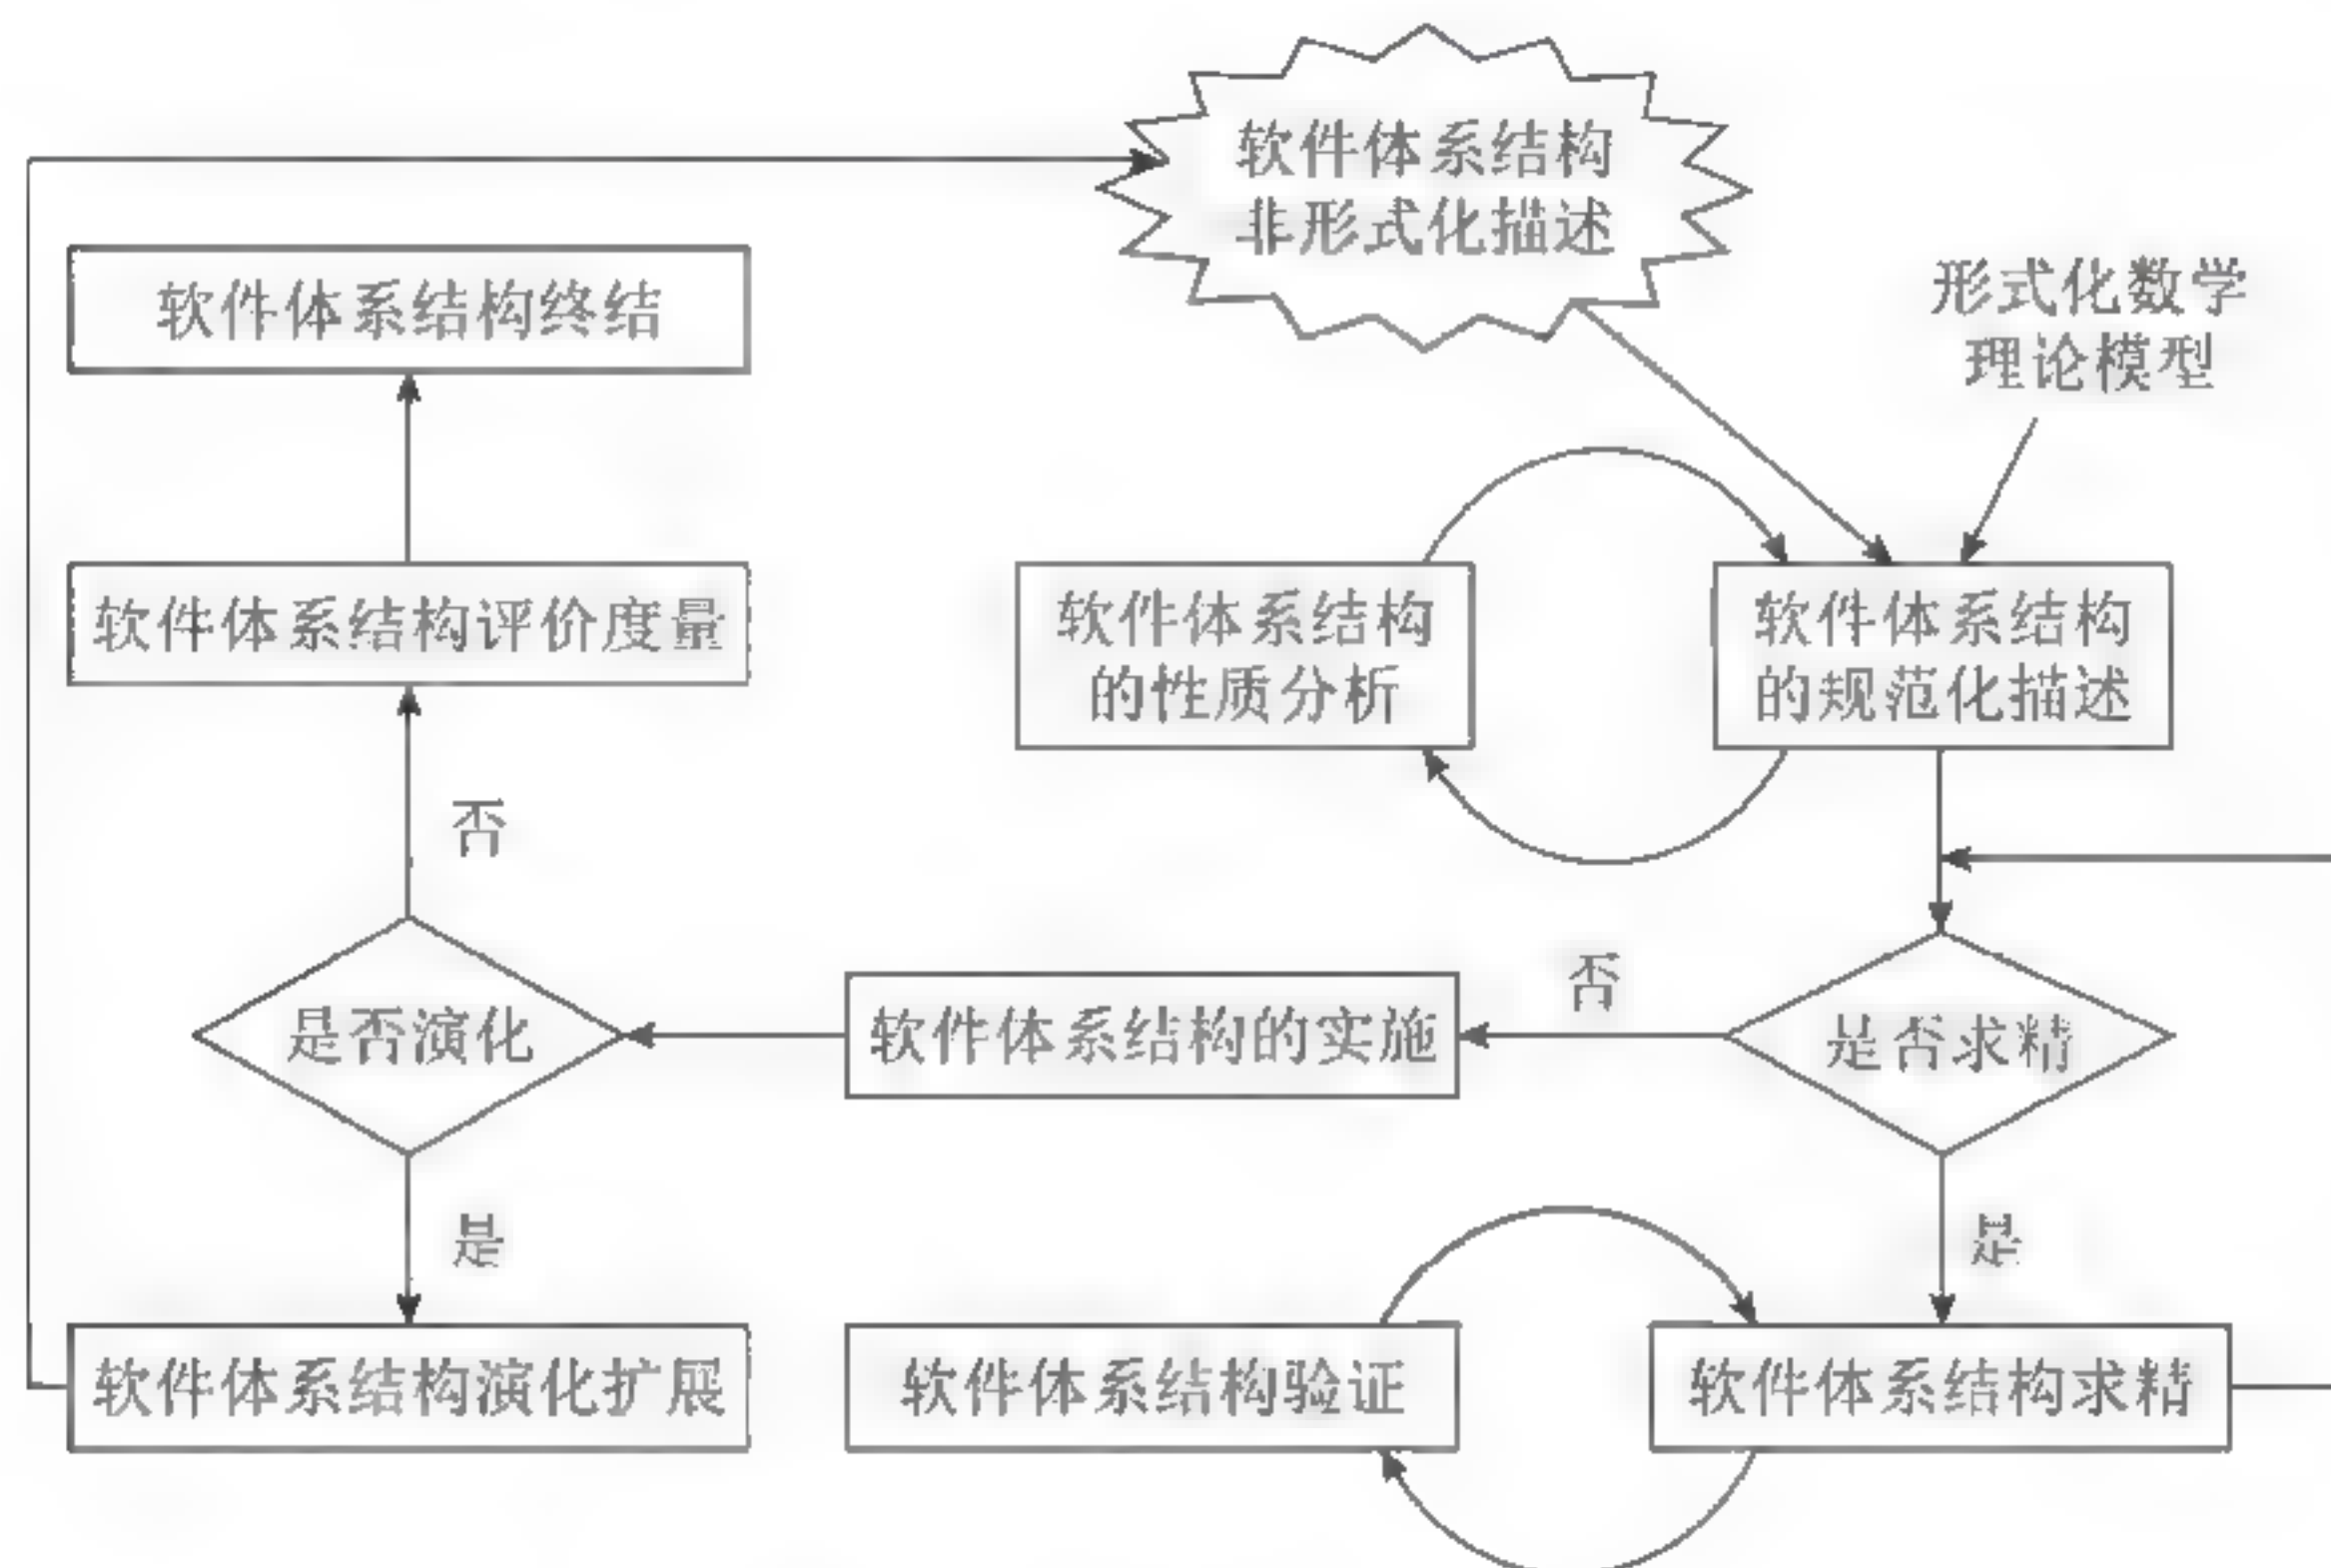 软件体系结构
非形式化描述
形式化数学
理论模型
软件体系结构终结
软件体系结构评价度量
软件体系结构
的性质分析
软件体系结构
的规范化描述
否
否
是否演化
软件体系结构的实施
是否求精
是
是
软件体系结构演化扩展
软件体系结构验证
软件体系结构求精